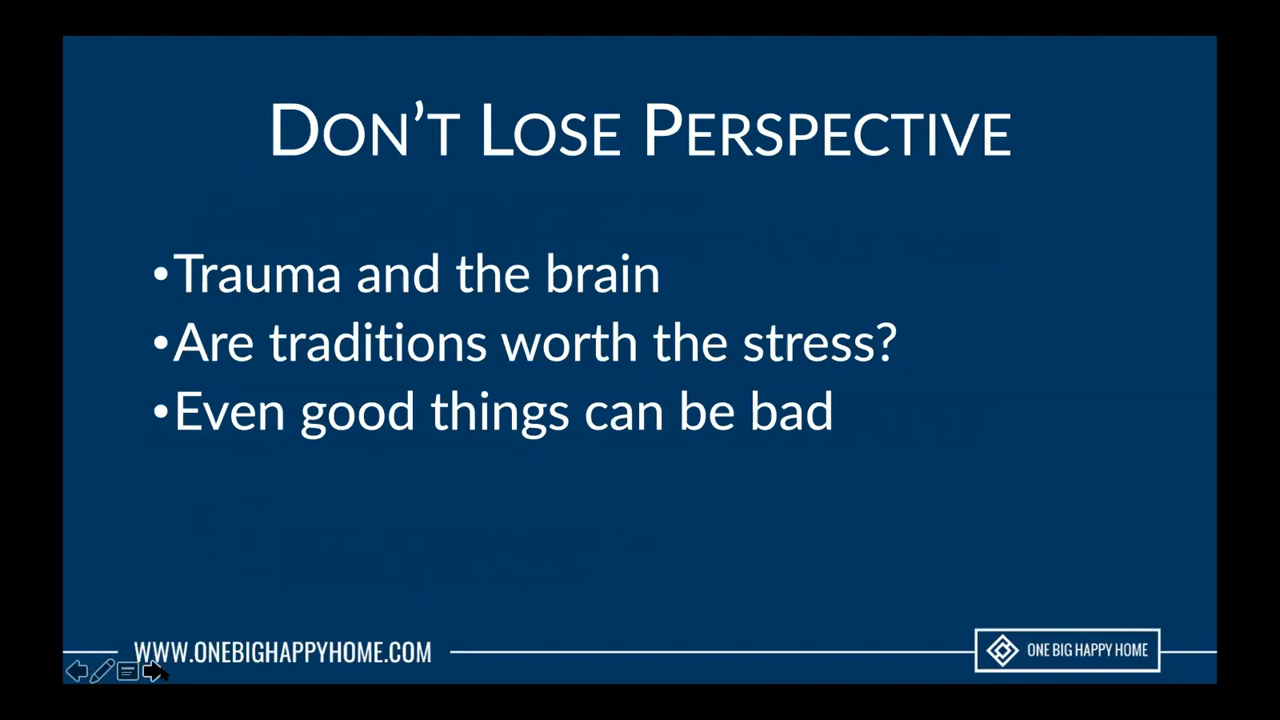 DON'T LOSE PERSPECTIVE
•Trauma and the brain
•Are traditions worth the stress?
•Even good things can be bad
WWW.ONEBIGHAPPYHOME.COM
ONE BIG HAPPY HOME